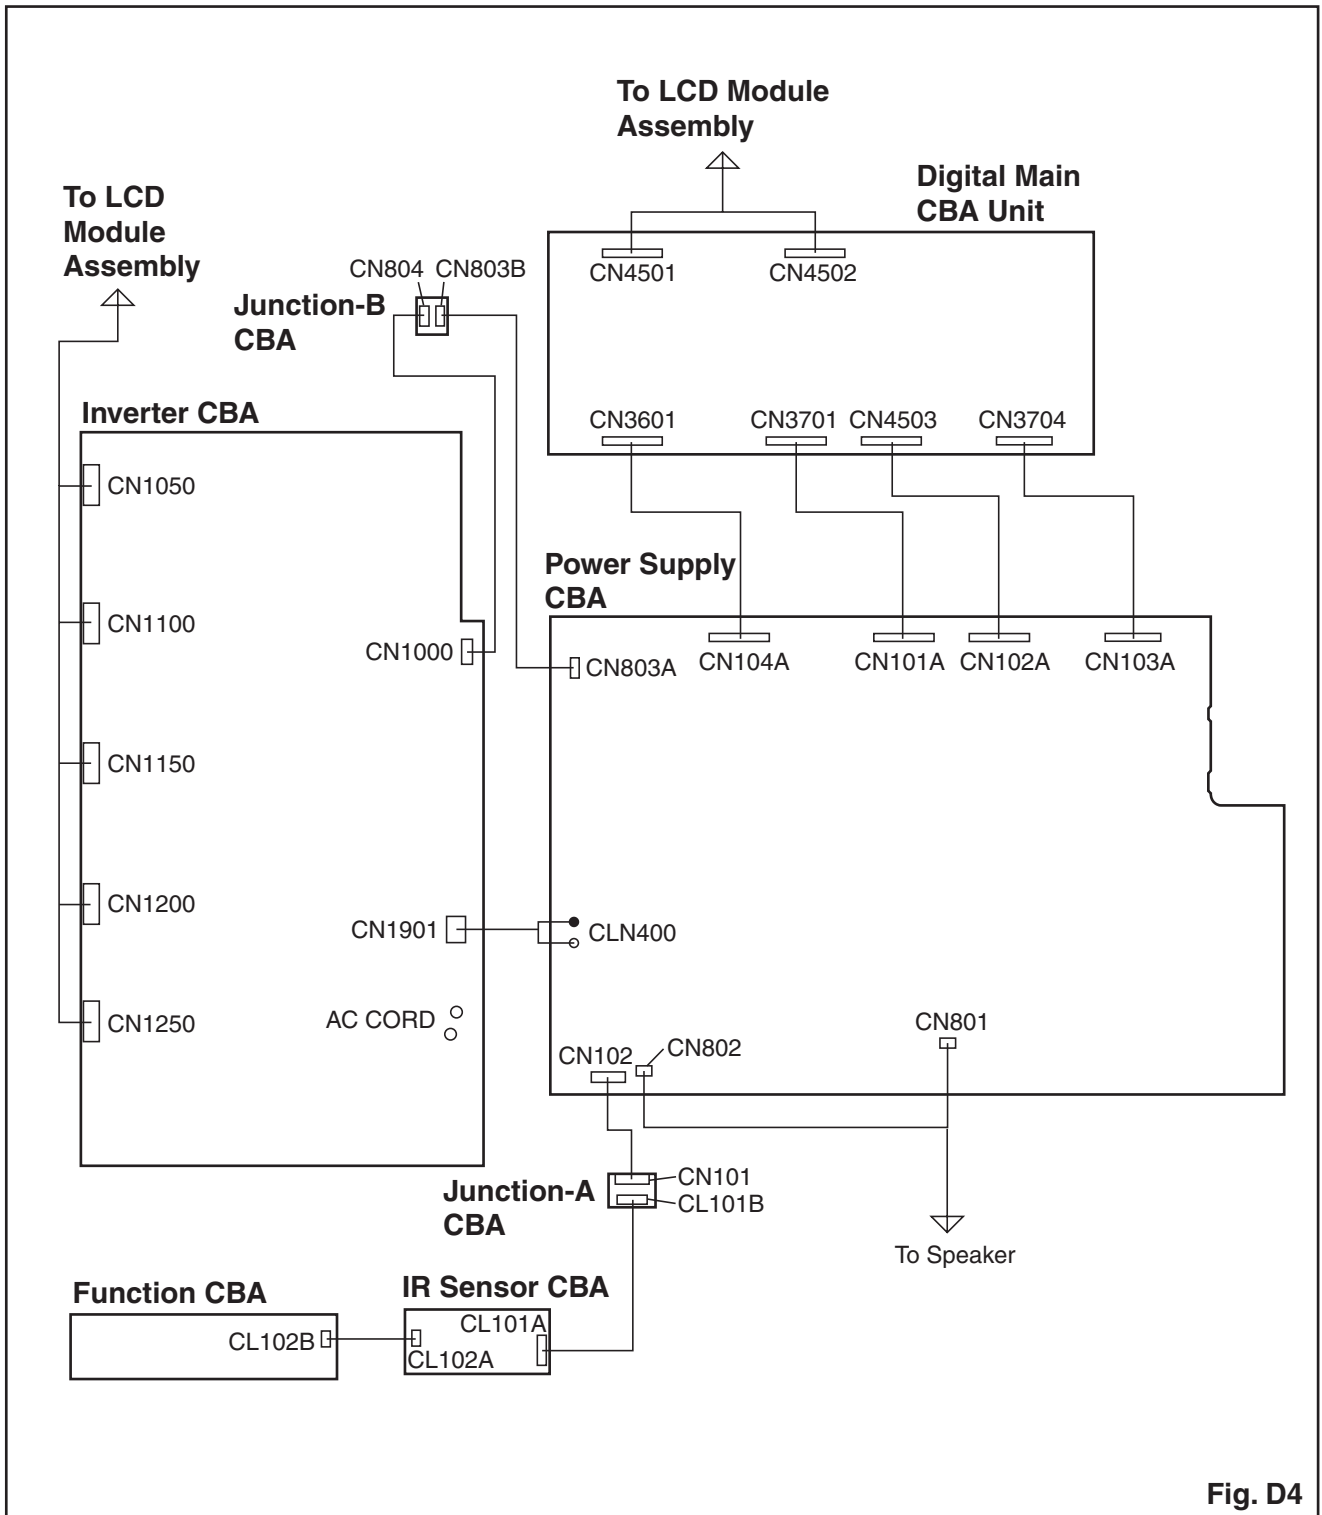 To LCD Module
Assembly
To LCD
Module
Assembly
Digital Main
CBA Unit
CN4501
CN4502
CN804 CN803B
Junction-B
CBA
Inverter CBA
CN3601
CN3701
CN4503
CN3704
CN1050
CN1100
CN1000
CN1150
CN1200
CN1901
AC CORD
CN1250
Power Supply
CBA
CN803A
CN104A
CN101A
CN102A
CN103A
CLN400
CN801
CN102
CN802
Junction-A
CBA
CN101
CL101B
To Speaker
Function CBA
CL102B
IR Sensor CBA
CL101A
CL102A
Fig. D4